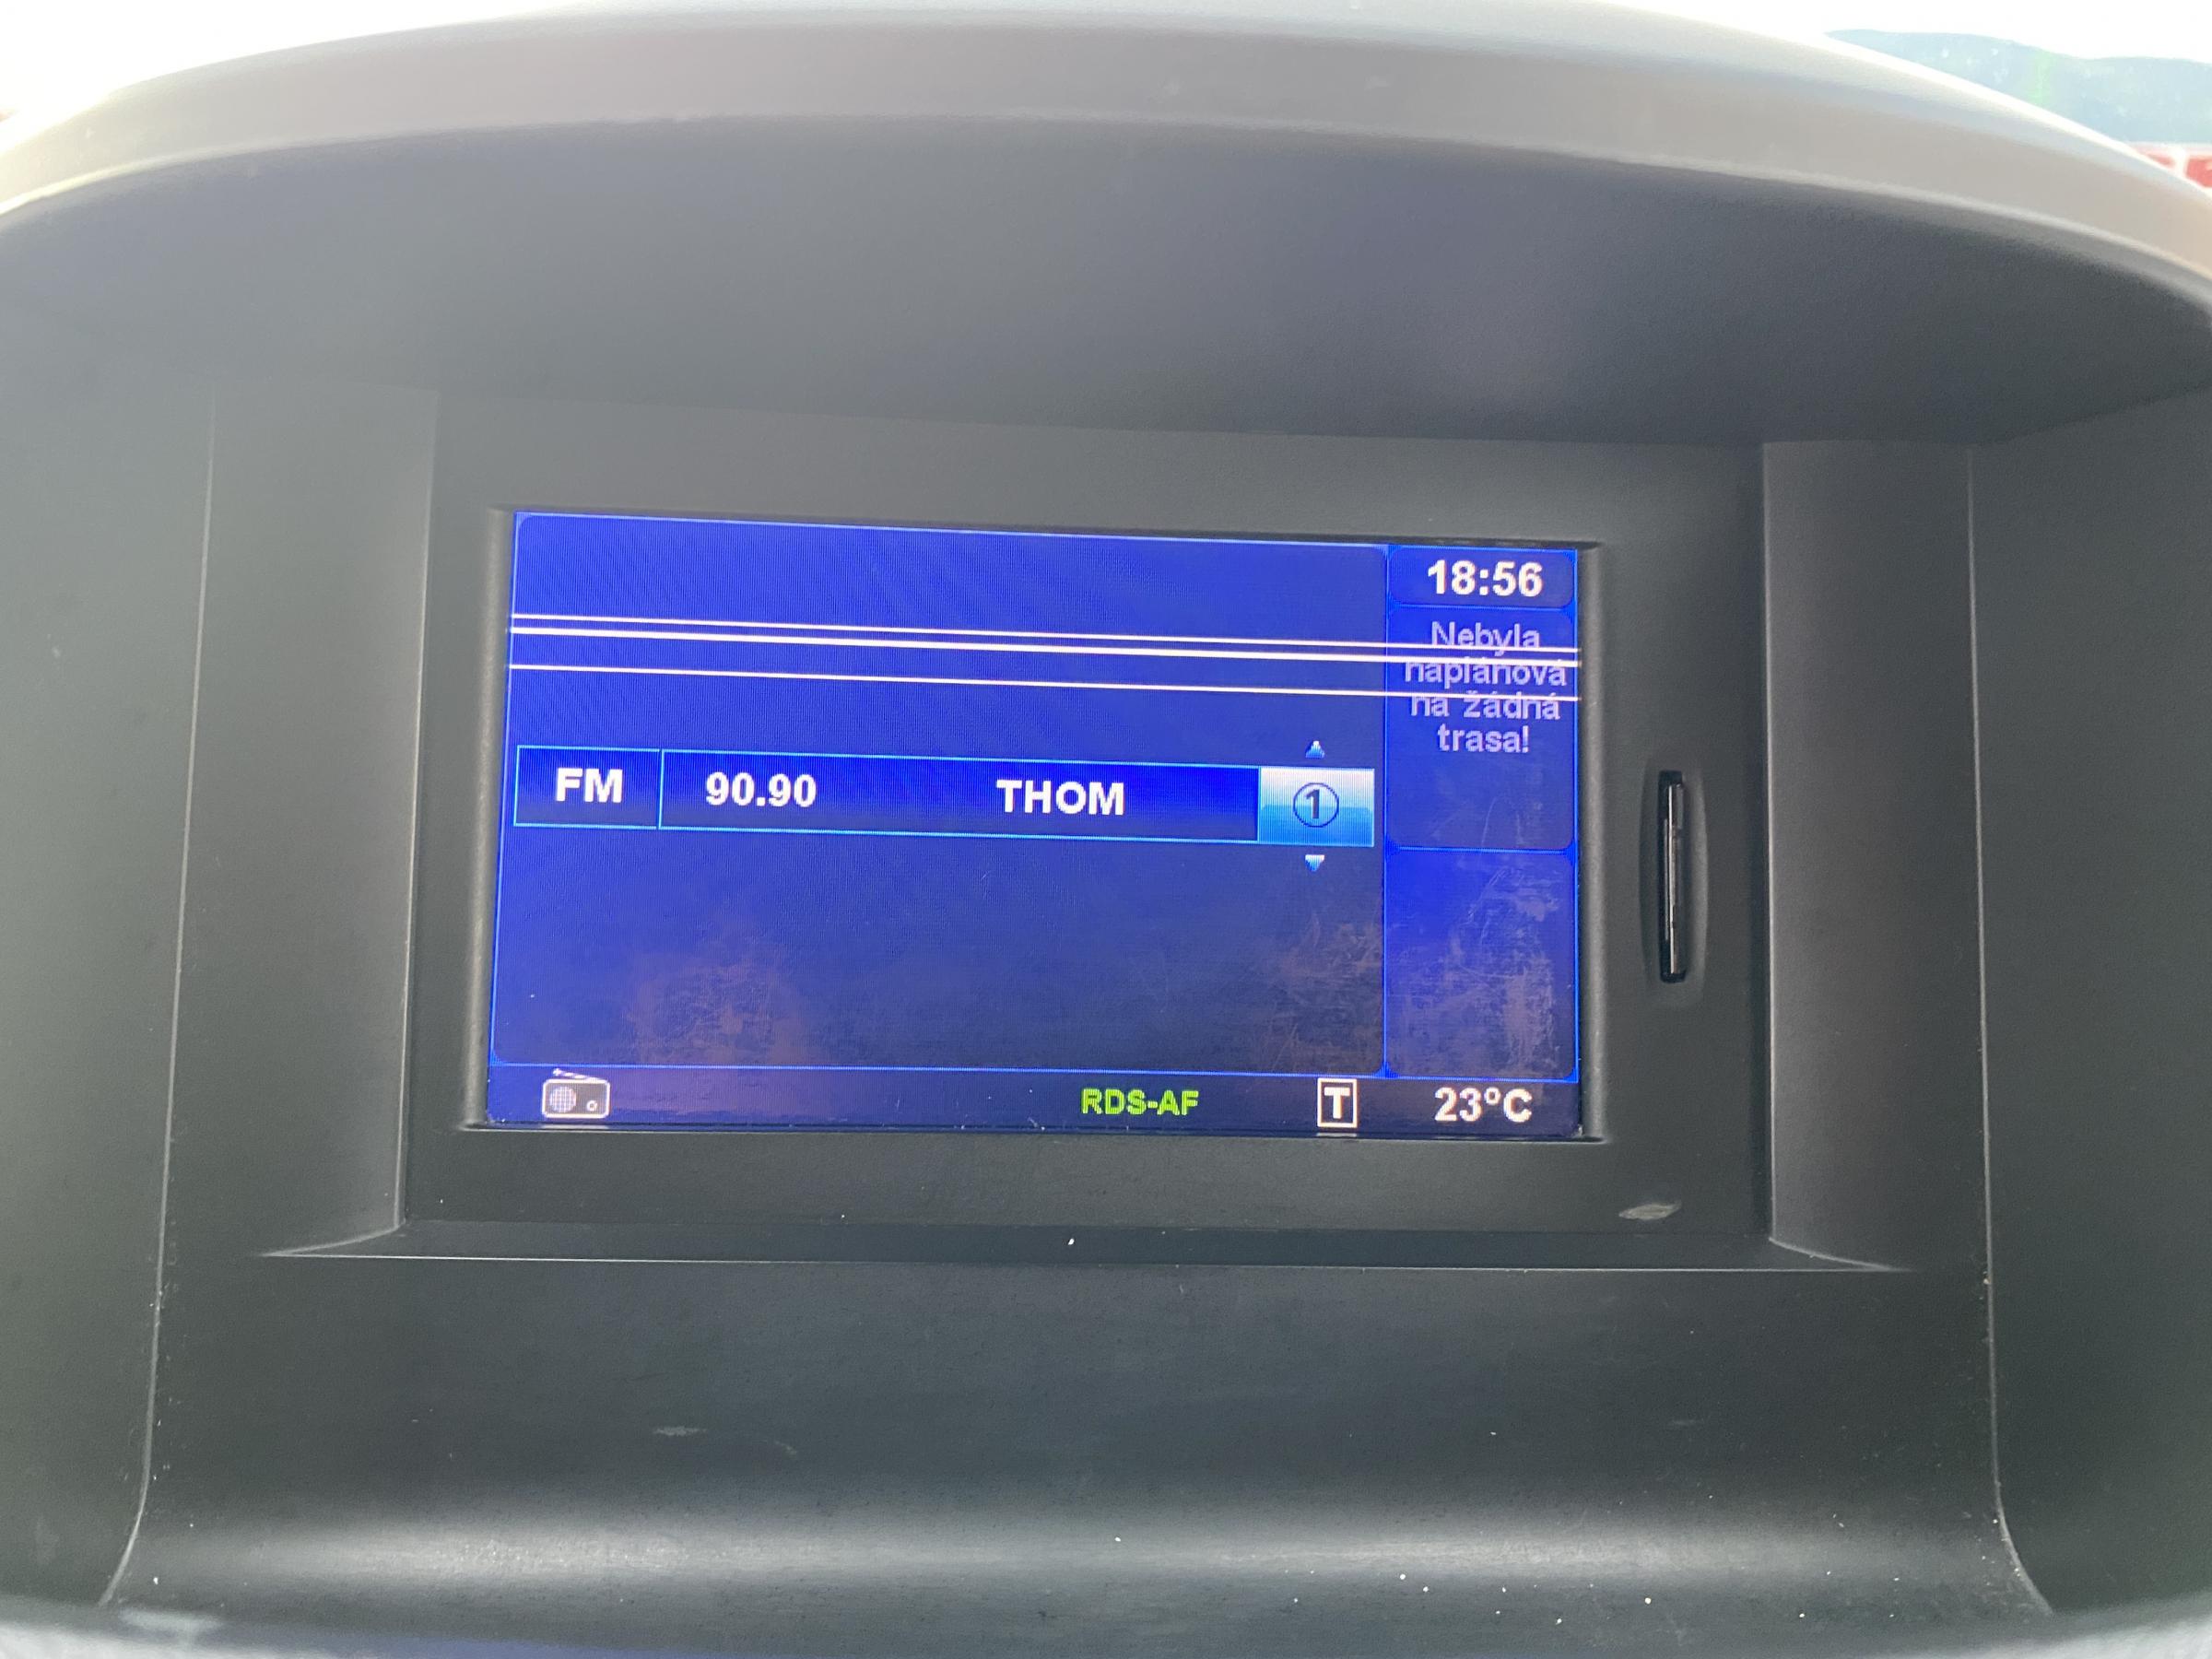 18:56
Nebyla
naplánová
na žádná
trasa!
FM 90.90 THOM 1
RDS-AF T 23°C